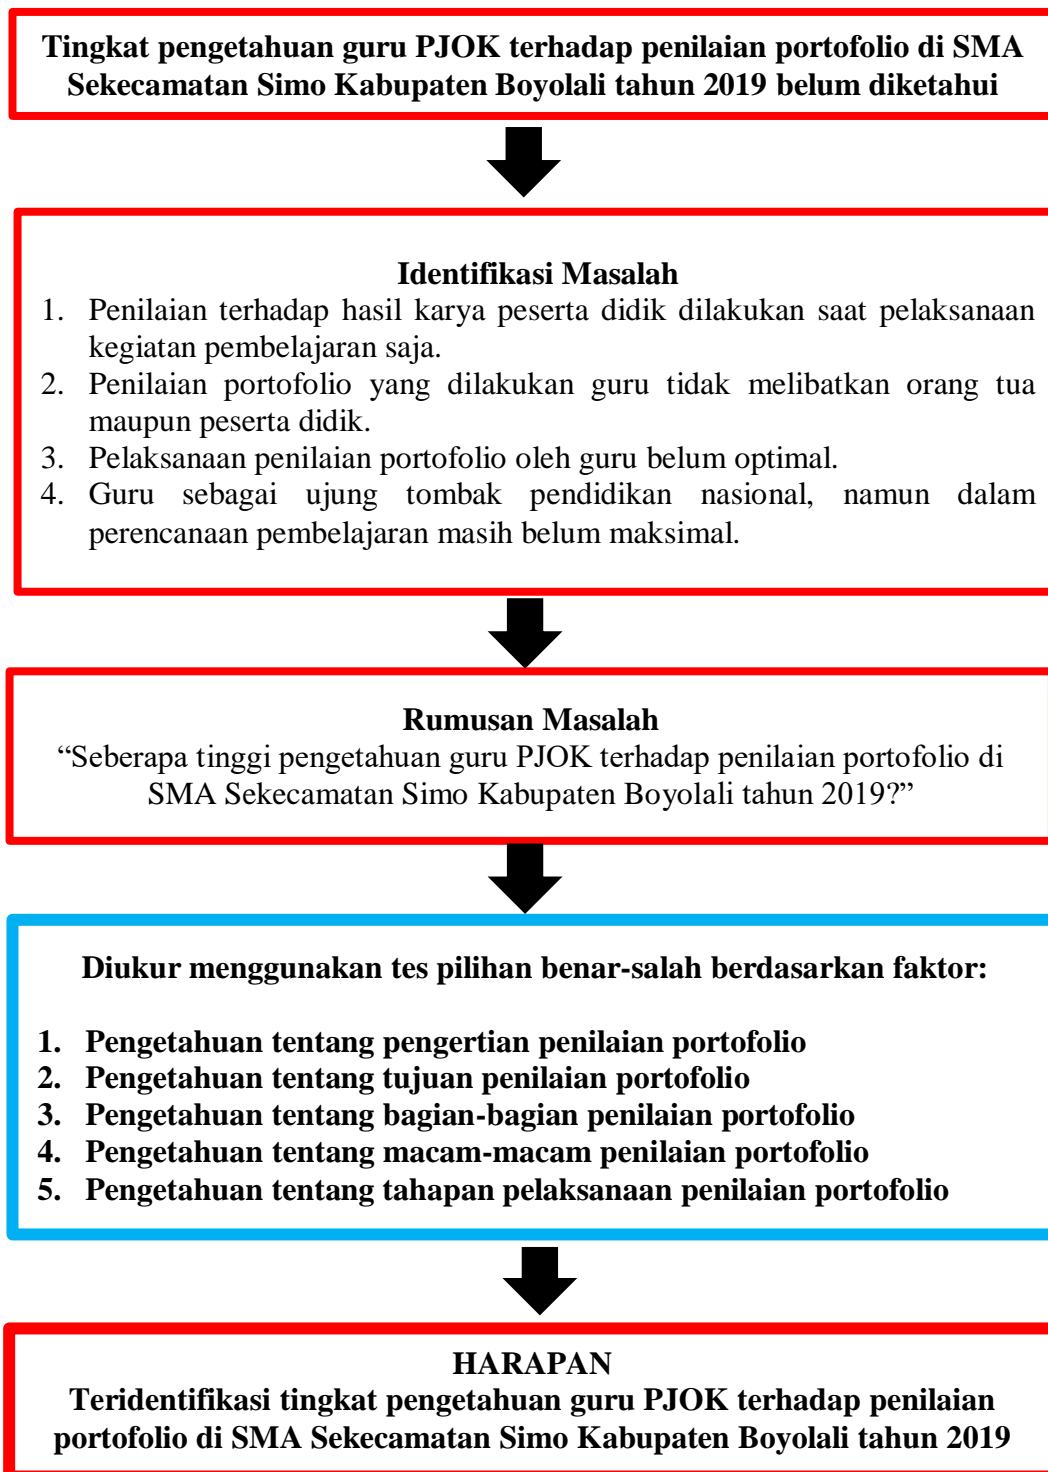 Tingkat pengetahuan guru PJOK terhadap penilaian portofolio di SMA
Sekecamatan Simo Kabupaten Boyolali tahun 2019 belum diketahui
Identifikasi Masalah
1. Penilaian terhadap hasil karya peserta didik dilakukan saat pelaksanaan
kegiatan pembelajaran saja.
2. Penilaian portofolio yang dilakukan guru tidak melibatkan orang tua
maupun peserta didik.
3. Pelaksanaan penilaian portofolio oleh guru belum optimal.
4. Guru sebagai ujung tombak pendidikan nasional, namun dalam
perencanaan pembelajaran masih belum maksimal.
Rumusan Masalah
“Seberapa tinggi pengetahuan guru PJOK terhadap penilaian portofolio di
SMA Sekecamatan Simo Kabupaten Boyolali tahun 2019?”
Diukur menggunakan tes pilihan benar-salah berdasarkan faktor:
1. Pengetahuan tentang pengertian penilaian portofolio
2. Pengetahuan tentang tujuan penilaian portofolio
3. Pengetahuan tentang bagian-bagian penilaian portofolio
4. Pengetahuan tentang macam-macam penilaian portofolio
5. Pengetahuan tentang tahapan pelaksanaan penilaian portofolio
HARAPAN
Teridentifikasi tingkat pengetahuan guru PJOK terhadap penilaian
portofolio di SMA Sekecamatan Simo Kabupaten Boyolali tahun 2019